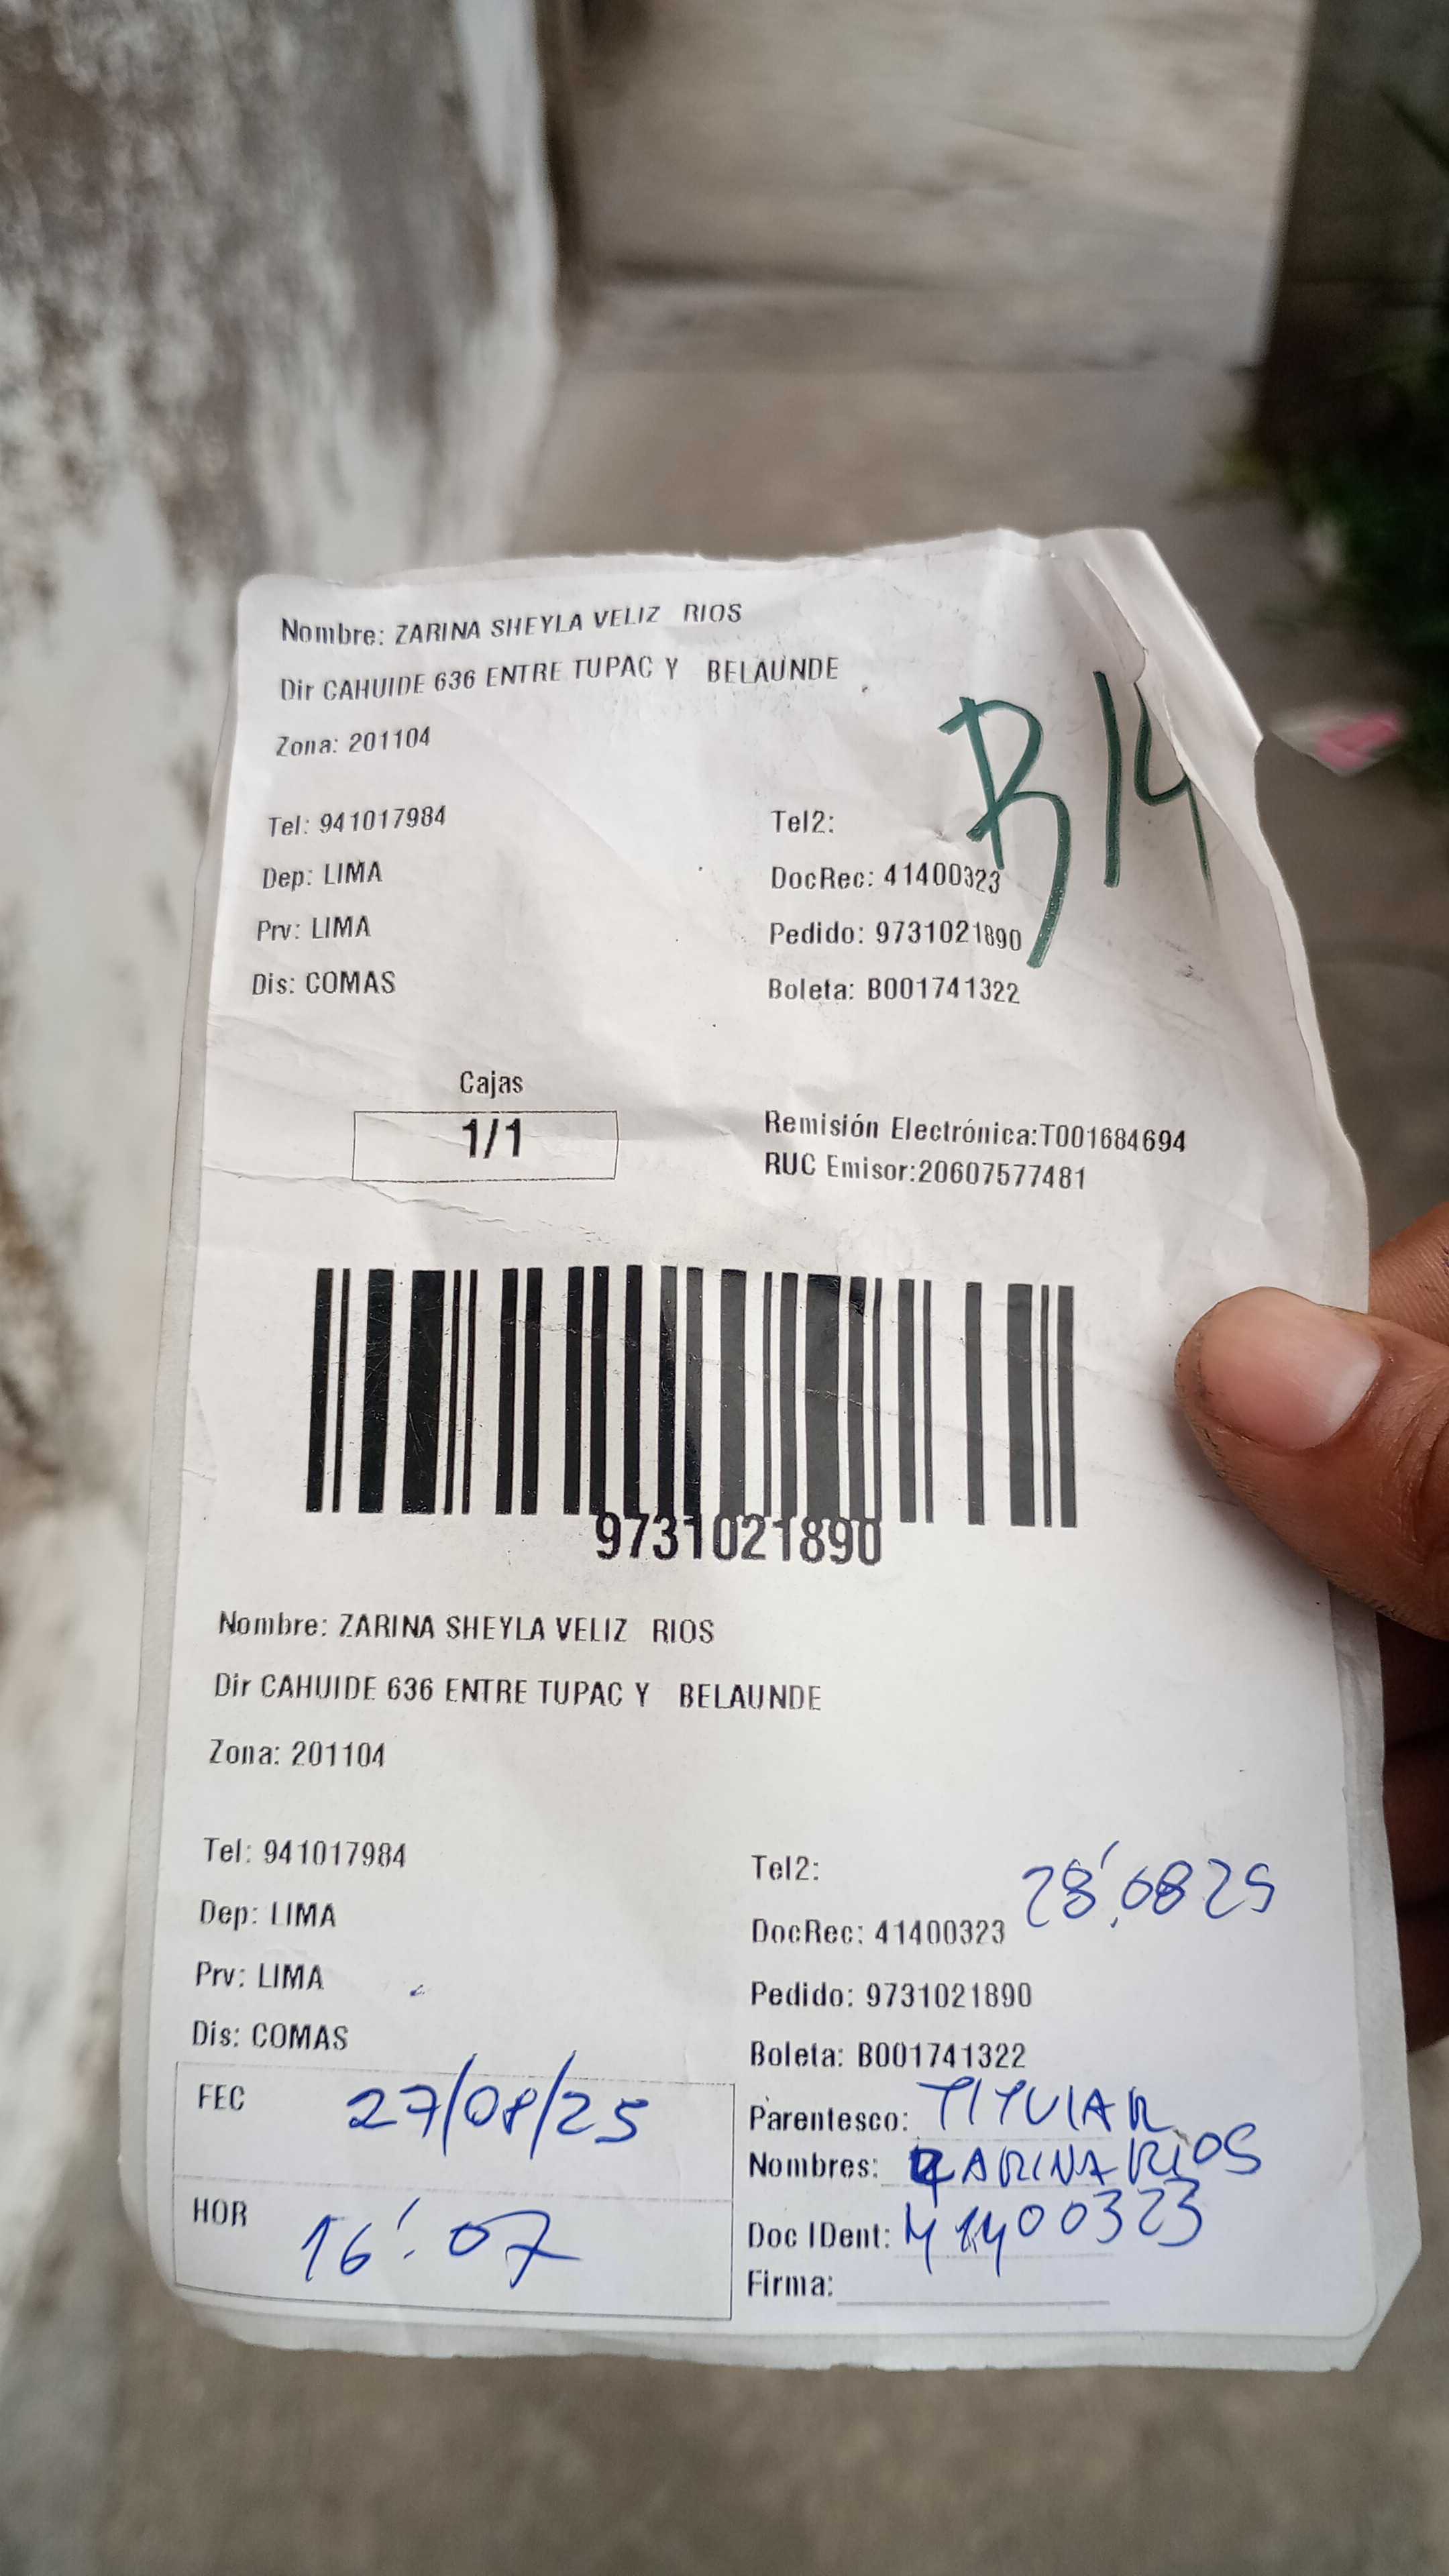 Nombre: ZARINA SHEYLA VELIZ RIOS
Dir CAHUIDE 636 ENTRE TUPAC Y BELAUNDE
Zona: 201104
R14
Tel: 941017984 Tel2:
Dep: LIMA DocRec: 41400323
Prv: LIMA Pedido: 9731021890
Dis: COMAS Boleta: B001741322
Cajas
1/1
Remisión Electrónica:T001684694
RUC Emisor:20607577481
9731021890
Nombre: ZARINA SHEYLA VELIZ RIOS
Dir CAHUIDE 636 ENTRE TUPAC Y BELAUNDE
Zona: 201104
Tel: 941017984 Tel2:
28'.0825
Dep: LIMA DocRec: 41400323
Prv: LIMA Pedido: 9731021890
Dis: COMAS Boleta: B001741322
FEC 27/08/25
HOR 16:07
Parentesco: TITULAR
Nombres: ZARINA RIOS
Doc IDent: 41400323
Firma: